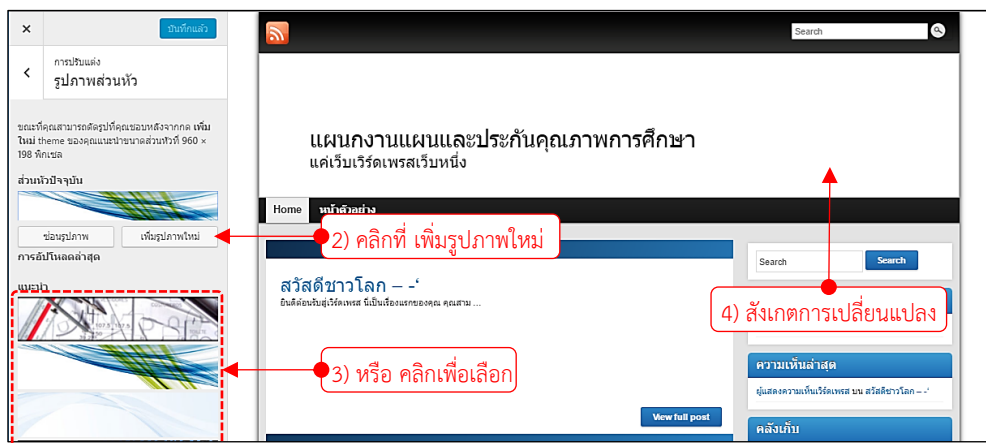 ×
บันทึกแล้ว
การปรับแต่ง
รูปภาพส่วนหัว
ขณะที่คุณสามารถตัดรูปที่คุณชอบหลังจากกด เพิ่ม
ใหม่ theme ของคุณแนะนำขนาดส่วนหัวที่ 960 ×
198 พิกเซล
ส่วนหัวปัจจุบัน
ซ่อนรูปภาพ
เพิ่มรูปภาพใหม่
การอัปโหลดล่าสุด
แนะนำ
Search
แผนกงานแผนและประกันคุณภาพการศึกษา
แค่เว็บเวิร์ดเพรสเว็บหนึ่ง
Home
หน้าตัวอย่าง
2) คลิกที่ เพิ่มรูปภาพใหม่
สวัสดีชาวโลก – -‘
ยินดีต้อนรับสู่เวิร์ดเพรส นี่เป็นเรื่องแรกของคุณ คุณสาม …
3) หรือ คลิกเพื่อเลือก
View full post
Search
Search
4) สังเกตการเปลี่ยนแปลง
ความเห็นล่าสุด
ผู้แสดงความเห็นเวิร์ดเพรส บน สวัสดีชาวโลก – -‘
คลังเก็บ